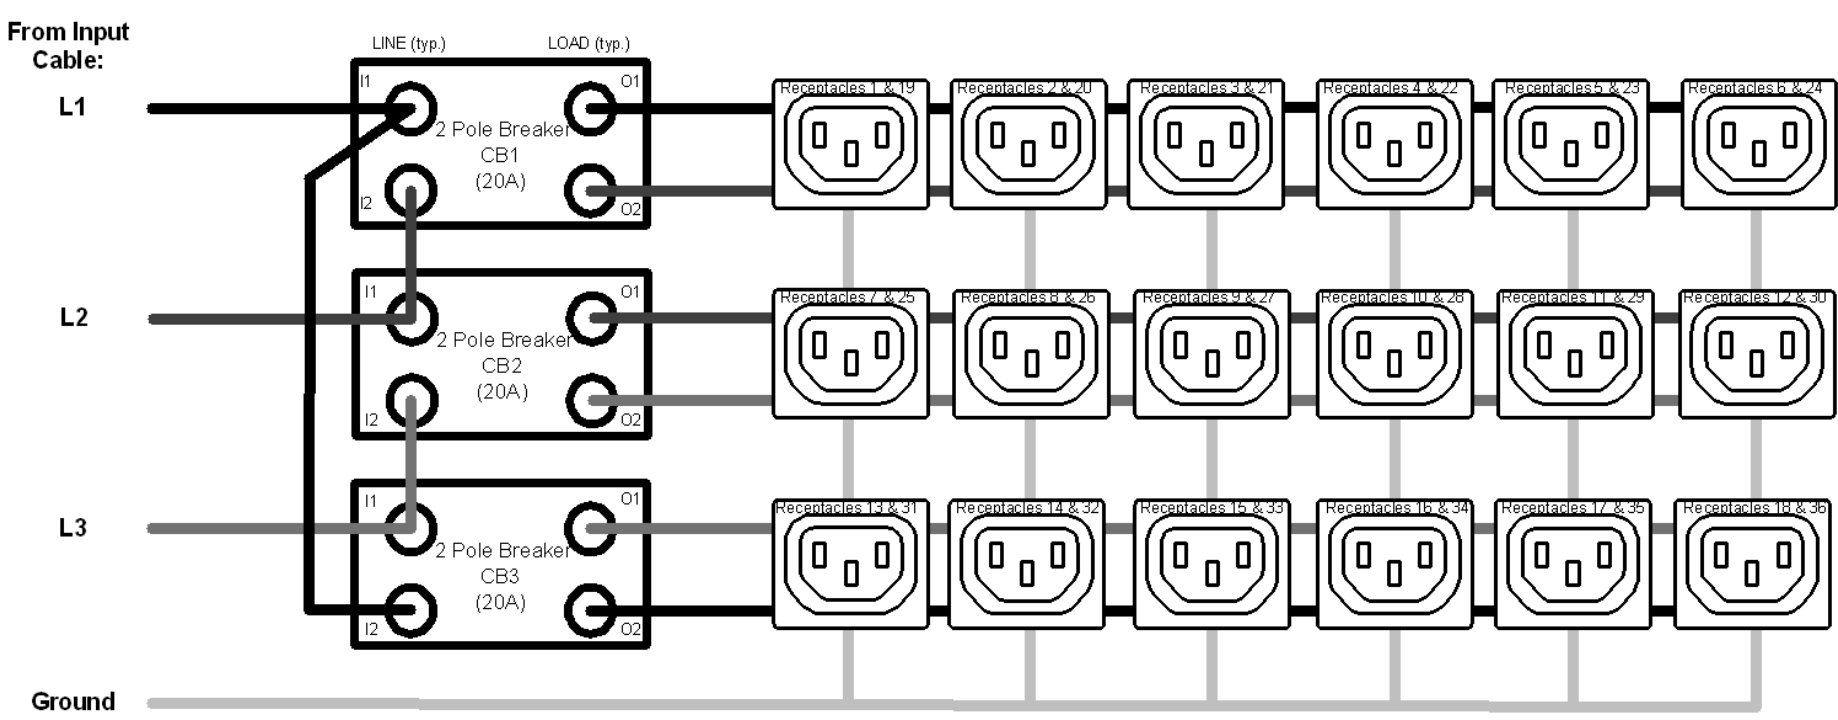 From Input
Cable:
LINE (typ.)
LOAD (typ.)
L1
I1
O1
2 Pole Breaker
CB1
(20A)
I2
O2
Receptacles 1 & 19
Receptacles 2 & 20
Receptacles 3 & 21
Receptacles 4 & 22
Receptacles 5 & 23
Receptacles 6 & 24
L2
I1
O1
2 Pole Breaker
CB2
(20A)
I2
O2
Receptacles 7 & 25
Receptacles 8 & 26
Receptacles 9 & 27
Receptacles 10 & 28
Receptacles 11 & 29
Receptacles 12 & 30
L3
I1
O1
2 Pole Breaker
CB3
(20A)
I2
O2
Receptacles 13 & 31
Receptacles 14 & 32
Receptacles 15 & 33
Receptacles 16 & 34
Receptacles 17 & 35
Receptacles 18 & 36
Ground